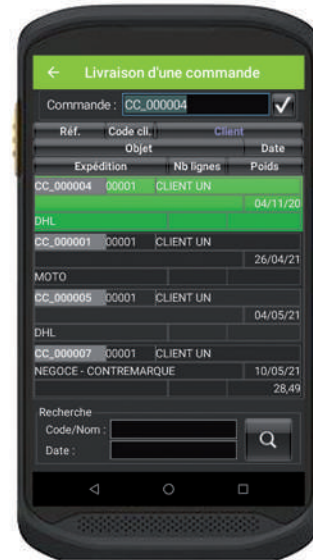 Livraison d'une commande
Commande : CC_000004
Réf. Code cli. Client
Objet Date
Expédition Nb lignes Poids
CC_000004 00001 CLIENT UN
04/11/20
DHL
CC_000001 00001 CLIENT UN
26/04/21
MOTO
CC_000005 00001 CLIENT UN
04/05/21
DHL
CC_000007 00001 CLIENT UN
NEGOCE - CONTREMARQUE 10/05/21
28,49
Recherche
Code/Nom :
Date :